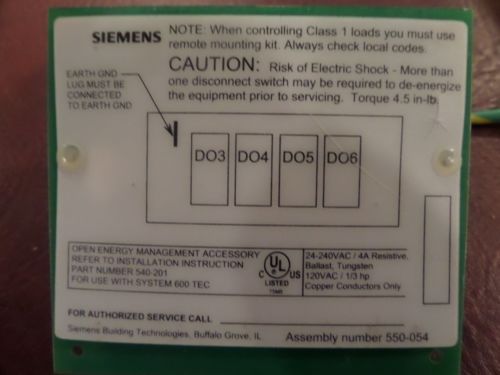 SIEMENS
NOTE: When controlling Class 1 loads you must use
remote mounting kit. Always check local codes.
CAUTION: Risk of Electric Shock - More than
one disconnect switch may be required to de-energize
the equipment prior to servicing. Torque 4.5 in-lb.
EARTH GND
LUG MUST BE
CONNECTED
TO EARTH GND
DO3 DO4 DO5 DO6
OPEN ENERGY MANAGEMENT ACCESSORY
REFER TO INSTALLATION INSTRUCTION
PART NUMBER 540-201
FOR USE WITH SYSTEM 600 TEC
C UL US
LISTED
24-240VAC / 4A Resistive,
Ballast, Tungsten
120VAC / 1/3 hp
Copper Conductors Only
FOR AUTHORIZED SERVICE CALL
Siemens Building Technologies, Buffalo Grove, IL
Assembly number 550-054